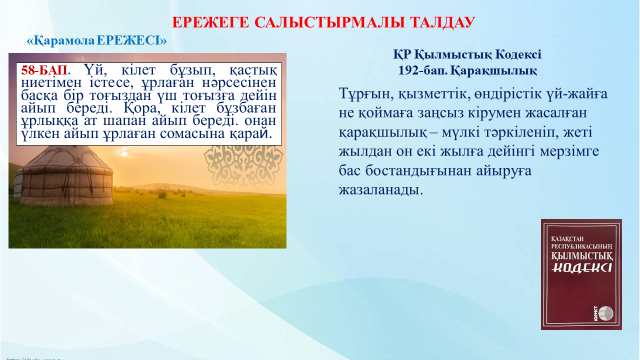 ЕРЕЖЕГЕ САЛЫСТЫРМАЛЫ ТАЛДАУ
«Қарамола ЕРЕЖЕСІ»
58-БАП. Үй, кілет бұзып, қастық
ниетімен істесе, ұрлаған нәрсесінен
басқа бір тоғыздан үш тоғызға дейін
айып береді. Қора, кілет бұзбаған
ұрлыққа ат шапан айып береді. онан
үлкен айып ұрлаған сомасына қарай.
ҚР Қылмыстық Кодексі
192-бап. Қарақшылық
Тұрғын, қызметтік, өндірістік үй-жайға
не қоймаға заңсыз кірумен жасалған
қарақшылық – мүлкі тәркіленіп, жеті
жылдан он екі жылға дейінгі мерзімге
бас бостандығынан айыруға
жазаланады.
ҚАЗАҚСТАН
РЕСПУБЛИКАСЫНЫҢ
ҚЫЛМЫСТЫҚ
КОДЕКСІ
ЮРИСТ